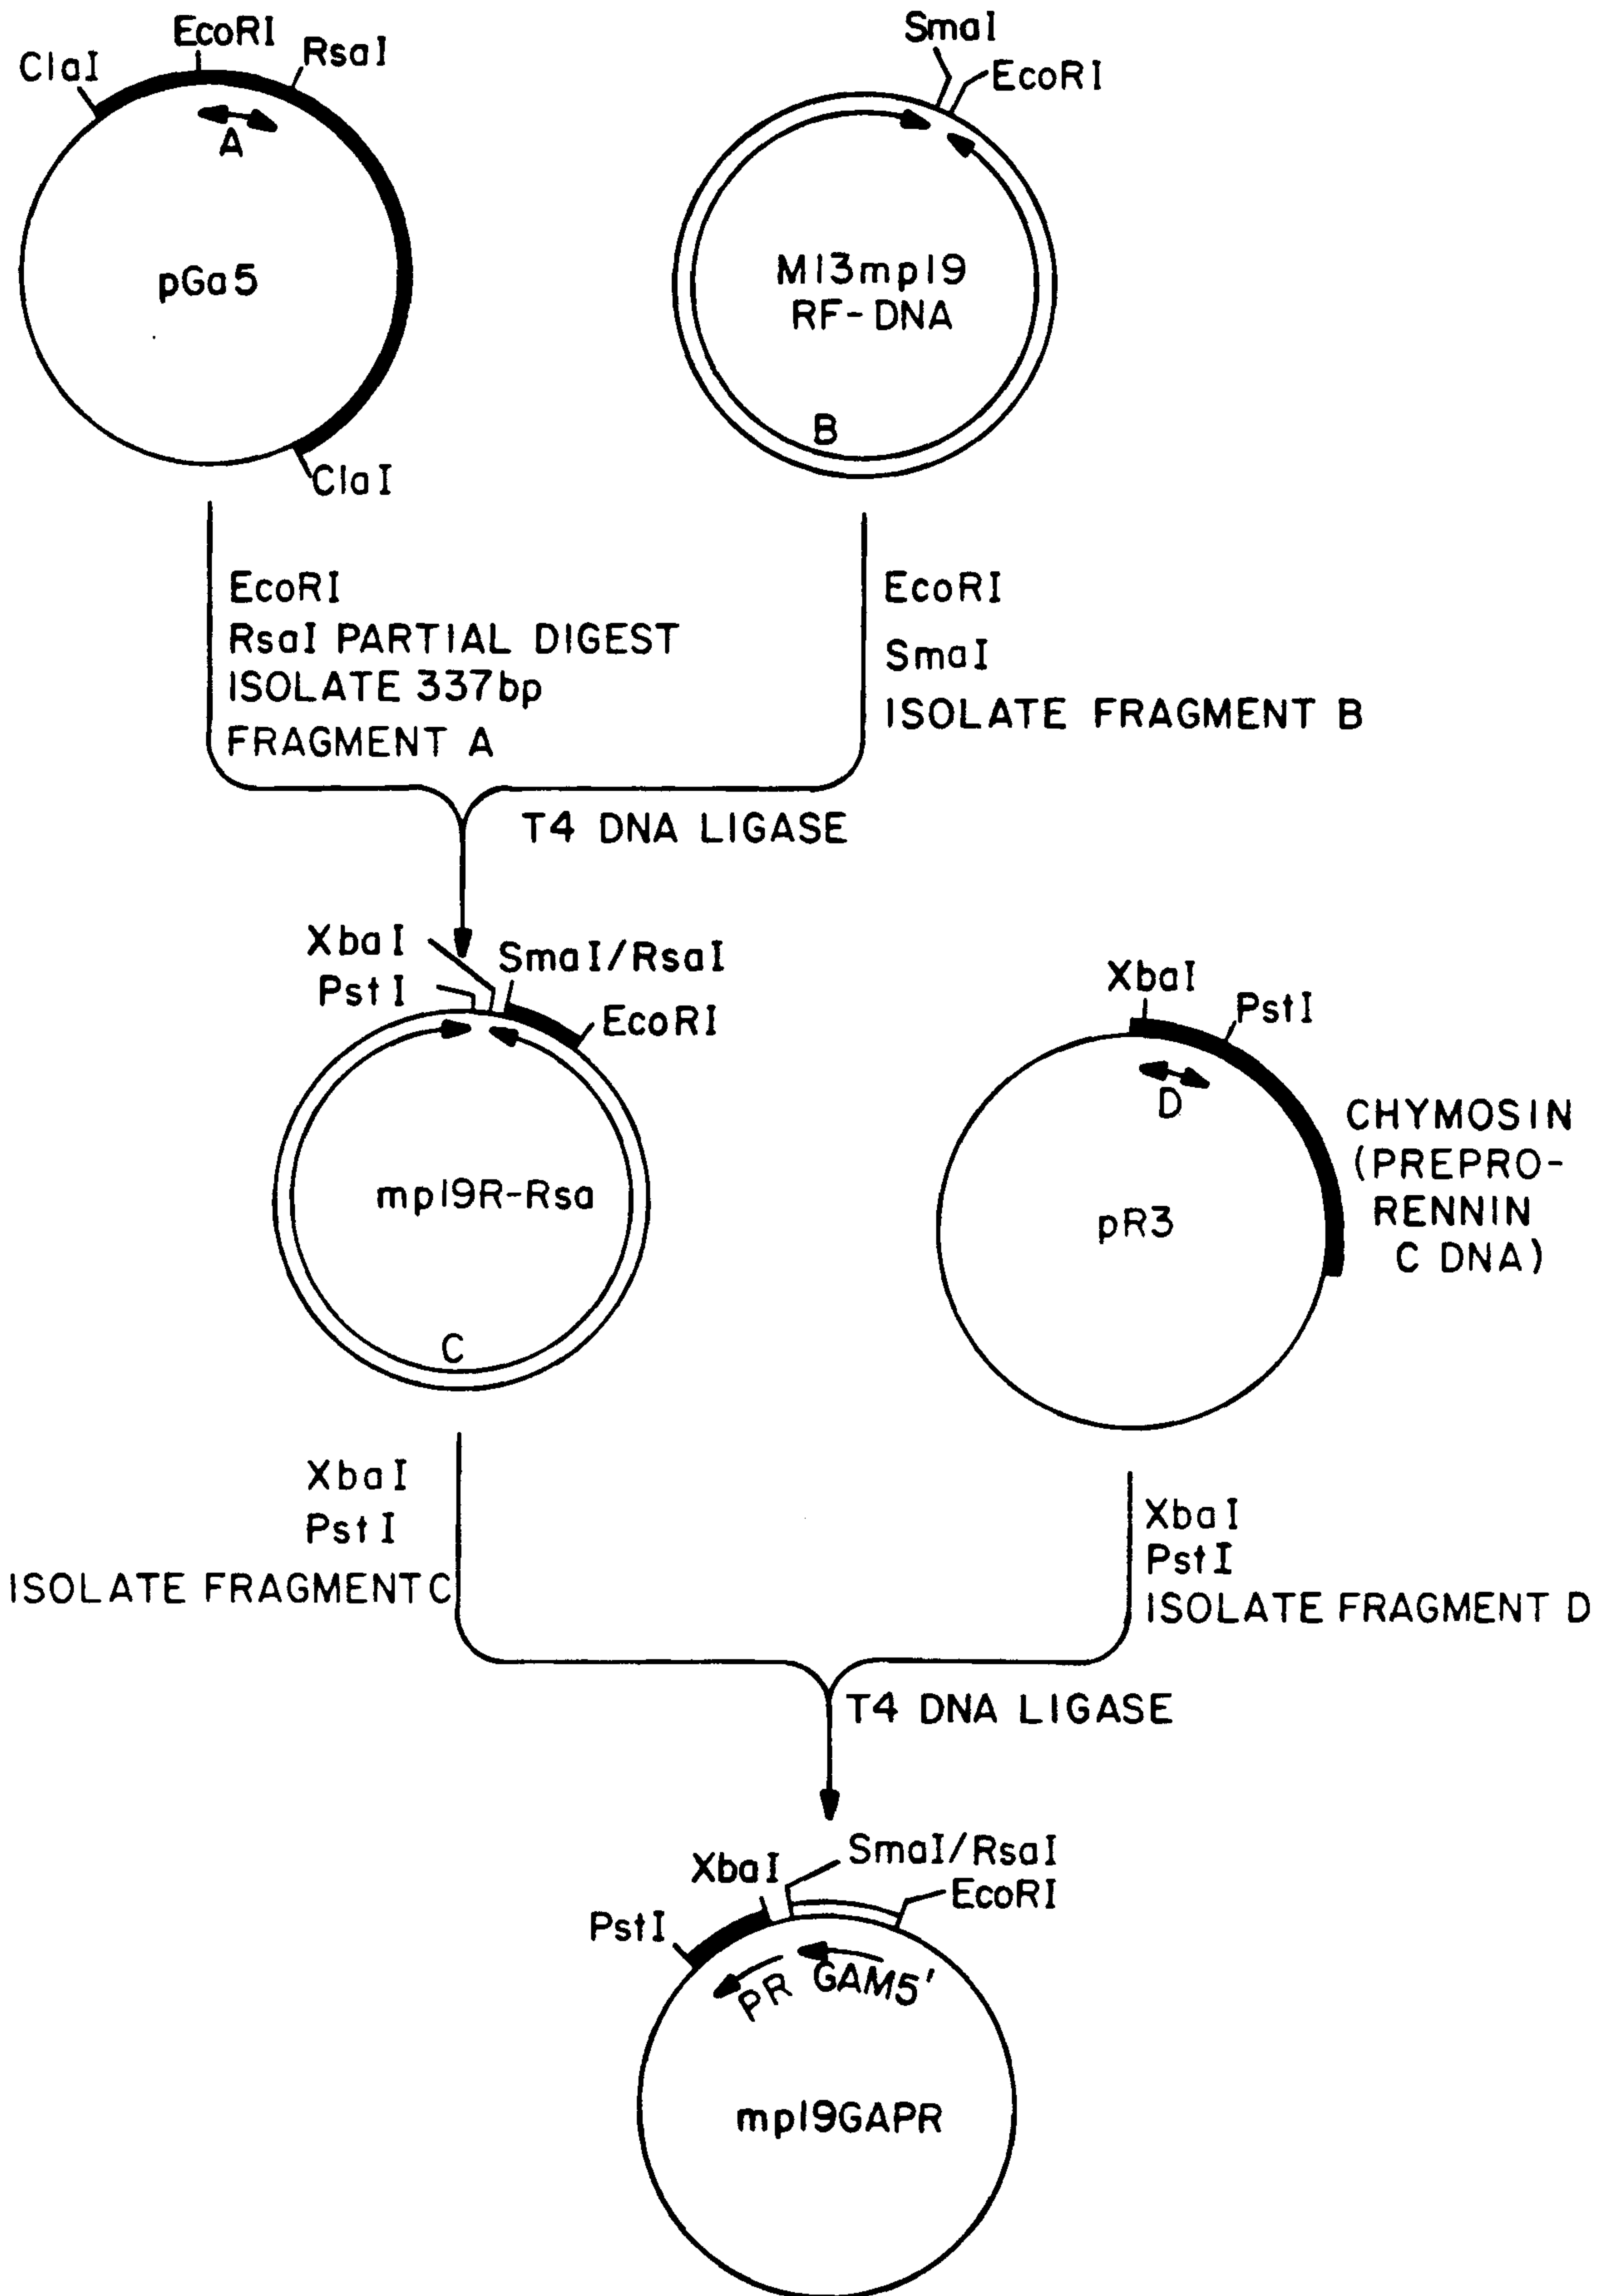 EcoRI
ClaI
RsaI
A
pGa5
ClaI
SmaI
EcoRI
M13mp19
RF-DNA
B
EcoRI
RsaI PARTIAL DIGEST
ISOLATE 337bp
FRAGMENT A
EcoRI
SmaI
ISOLATE FRAGMENT B
T4 DNA LIGASE
XbaI
SmaI/RsaI
PstI
EcoRI
mp19R-Rsa
C
XbaI
PstI
D
CHYMOSIN
(PREPRO-
RENNIN
C DNA)
pR3
XbaI
PstI
ISOLATE FRAGMENT C
XbaI
PstI
ISOLATE FRAGMENT D
T4 DNA LIGASE
XbaI
SmaI/RsaI
EcoRI
PstI
PR GAM5'
mp19GAPR